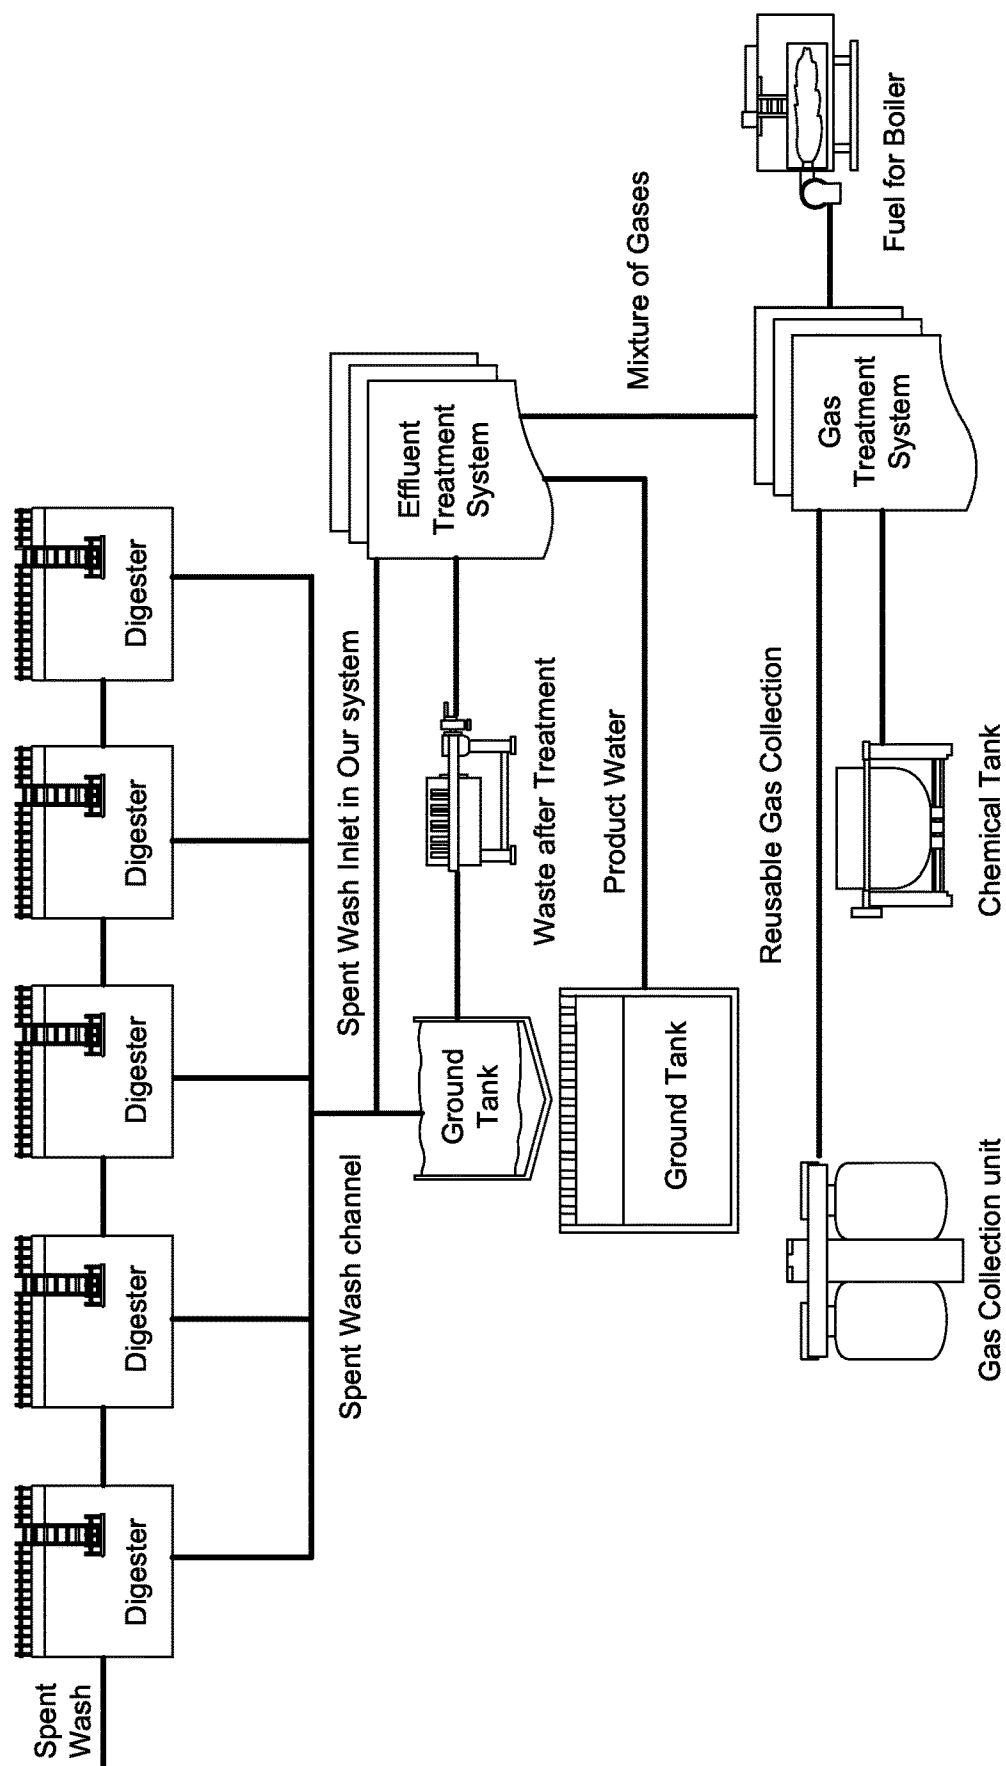 Spent
Wash
Digester
Digester
Digester
Digester
Digester
Spent Wash channel
Spent Wash Inlet in Our system
Ground
Tank
Waste after Treatment
Effluent
Treatment
System
Ground Tank
Product Water
Mixture of Gases
Reusable Gas Collection
Gas
Treatment
System
Fuel for Boiler
Gas Collection unit
Chemical Tank